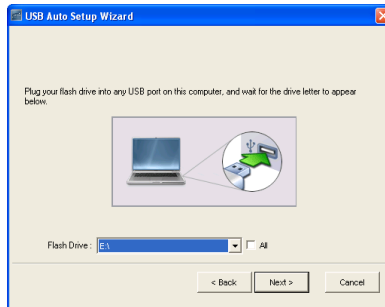 USB Auto Setup Wizard
Plug your flash drive into any USB port on this computer, and wait for the drive letter to appear
below.
Flash Drive : E:\ All
< Back Next > Cancel